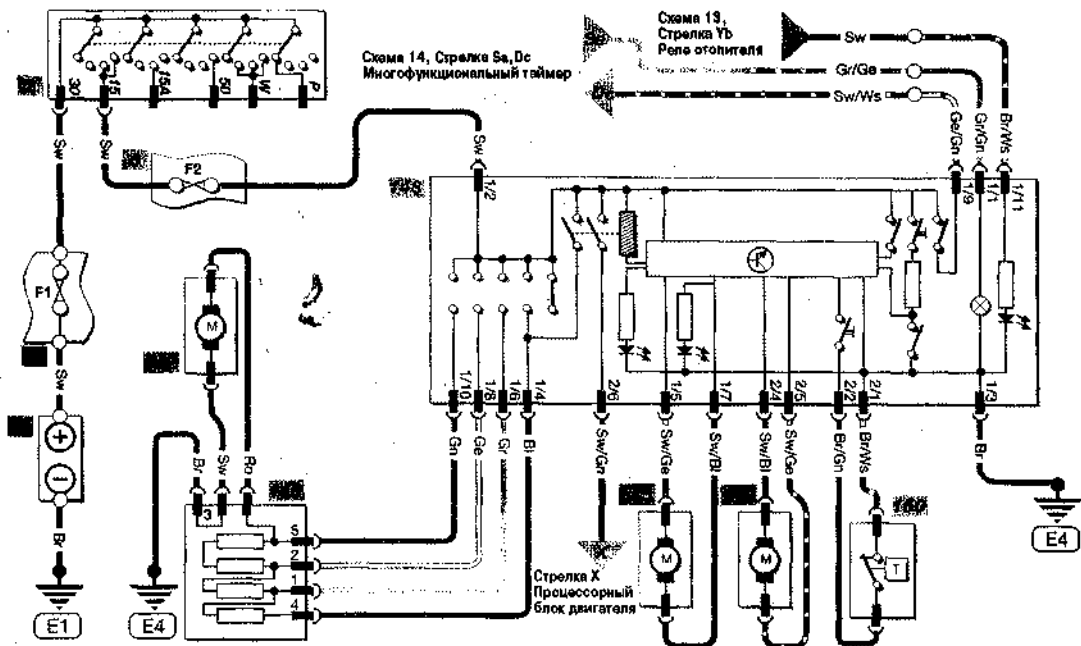 30
15
15A
50
W
P
Sw
Sw
F2
F1
Sw
Br
E1
Схема 14, Стрелка Sa,Dc
Многофункциональный таймер
Схема 13,
Стрелка Yb
Реле отопителя
Sw
Gr/Ge
Sw/Ws
Ge/Gn
Gr/Gn
Br/Ws
Sw
1/2
1/9
1/1
1/11
M
1/10
1/8
1/6
1/4
2/6
1/5
1/7
2/4
2/5
2/2
2/1
1/3
Gn
Ge
Gr
Bl
Sw/Gn
Sw/Ge
Sw/Bl
Sw/Bl
Sw/Ge
Br/Gn
Br/Ws
Br
E4
Br
Sw
Ro
3
5
2
1
4
E4
X
Стрелка X
Процессорный
блок двигателя
M
M
T
160